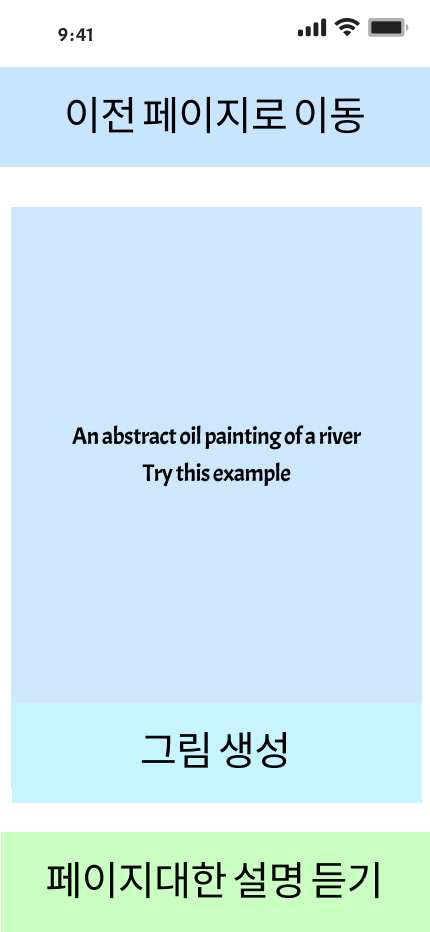 9:41
이전 페이지로 이동
An abstract oil painting of a river
Try this example
그림 생성
페이지대한 설명 듣기